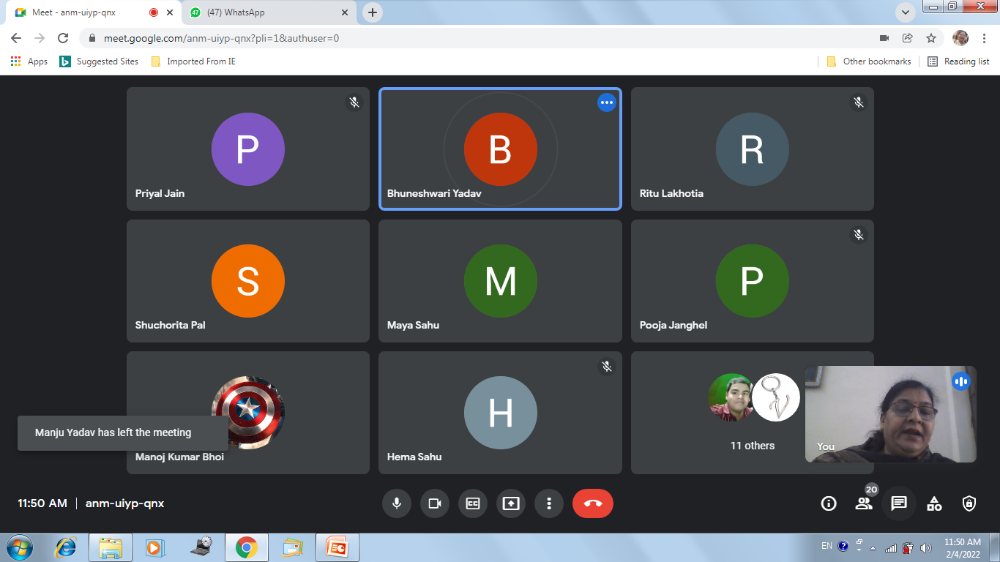 Meet - anm-uiyp-qnx
47 (47) WhatsApp
meet.google.com/anm-uiyp-qnx?pli=1&authuser=0
Apps
Suggested Sites
Imported From IE
Other bookmarks
Reading list
P
Priyal Jain
B
Bhuneshwari Yadav
R
Ritu Lakhotia
S
Shuchorita Pal
M
Maya Sahu
P
Pooja Janghel
Manju Yadav has left the meeting
Manoj Kumar Bhoi
H
Hema Sahu
11 others
You
11:50 AM | anm-uiyp-qnx
20
EN
11:50 AM
2/4/2022